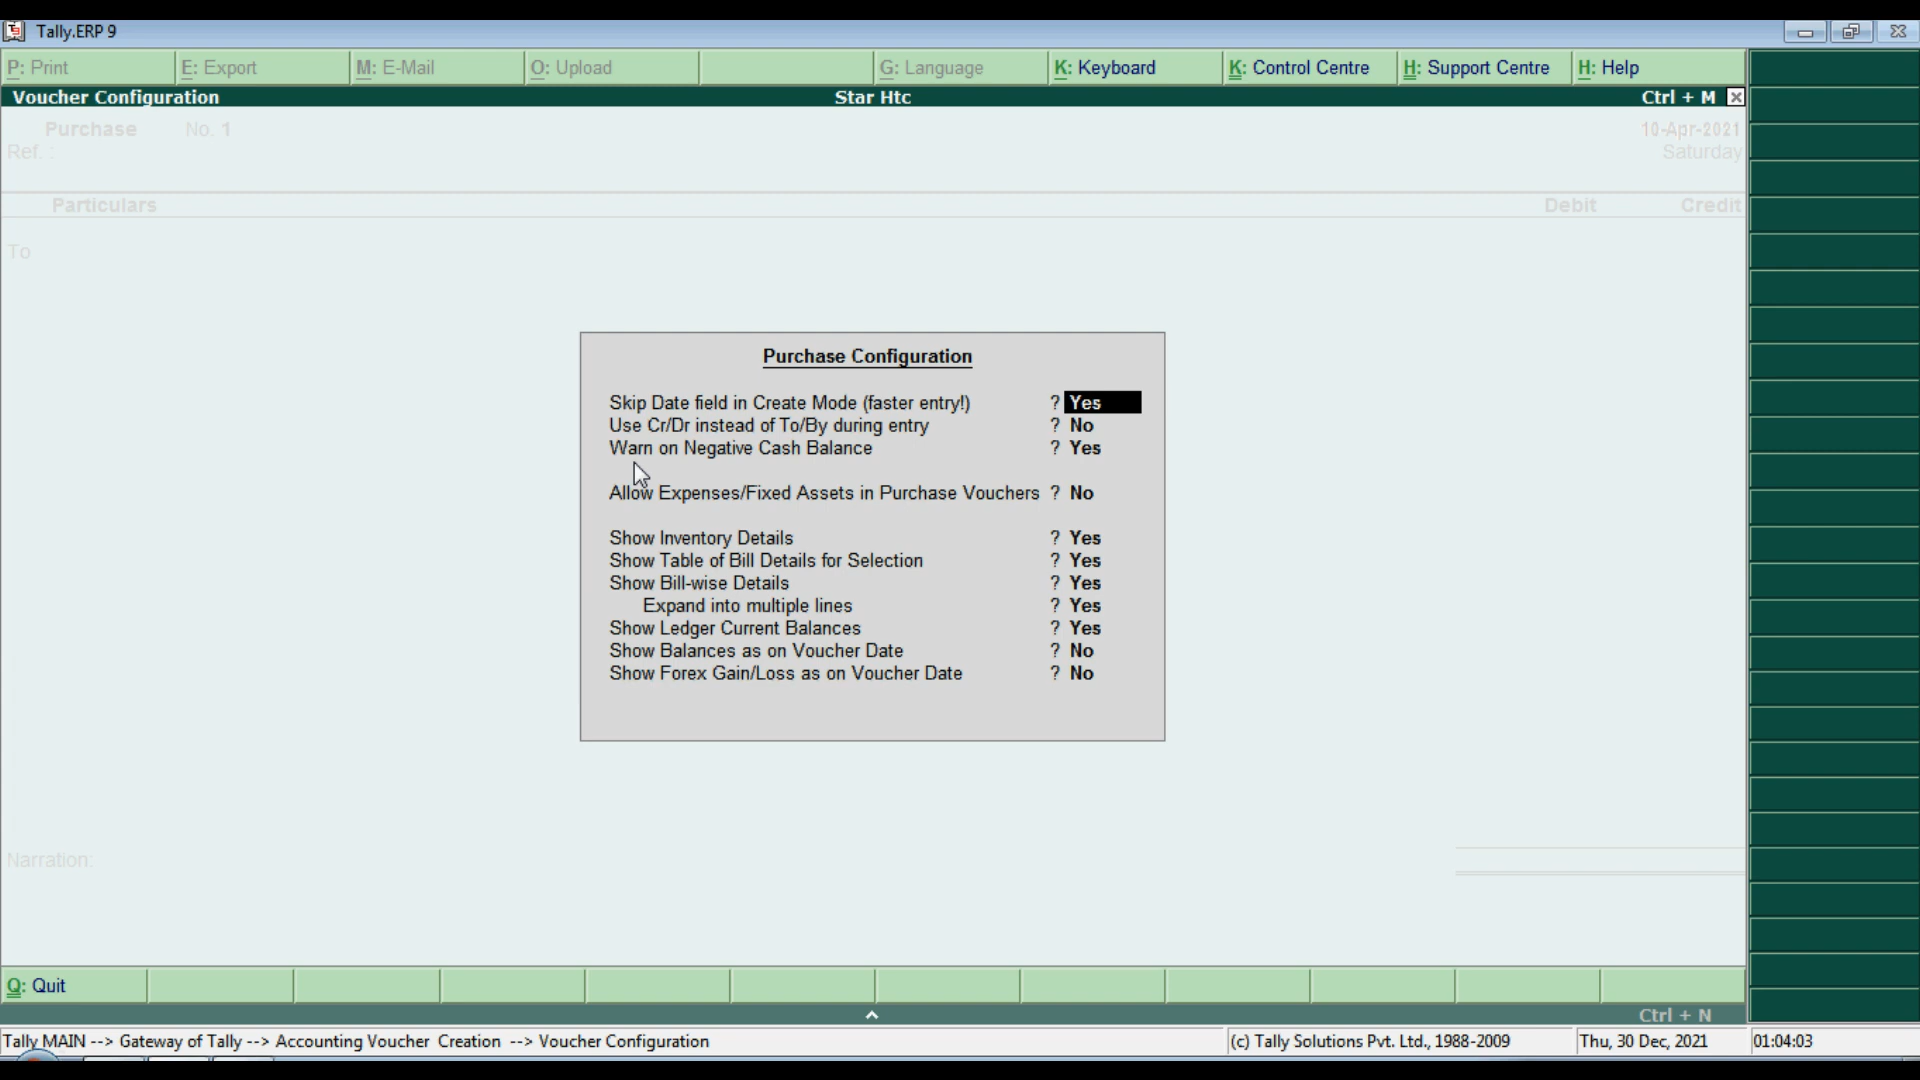 Tally.ERP 9
P: Print E: Export M: E-Mail O: Upload G: Language K: Keyboard K: Control Centre H: Support Centre H: Help
Voucher Configuration Star Htc Ctrl + M
Purchase No. 1 10-Apr-2021
Ref. : Saturday
Particulars Debit Credit
To
Purchase Configuration
Skip Date field in Create Mode (faster entry!) ? Yes
Use Cr/Dr instead of To/By during entry ? No
Warn on Negative Cash Balance ? Yes
Allow Expenses/Fixed Assets in Purchase Vouchers ? No
Show Inventory Details ? Yes
Show Table of Bill Details for Selection ? Yes
Show Bill-wise Details ? Yes
Expand into multiple lines ? Yes
Show Ledger Current Balances ? Yes
Show Balances as on Voucher Date ? No
Show Forex Gain/Loss as on Voucher Date ? No
Narration:
Q: Quit
Ctrl + N
Tally MAIN --> Gateway of Tally --> Accounting Voucher Creation --> Voucher Configuration (c) Tally Solutions Pvt. Ltd., 1988-2009 Thu, 30 Dec, 2021 01:04:03